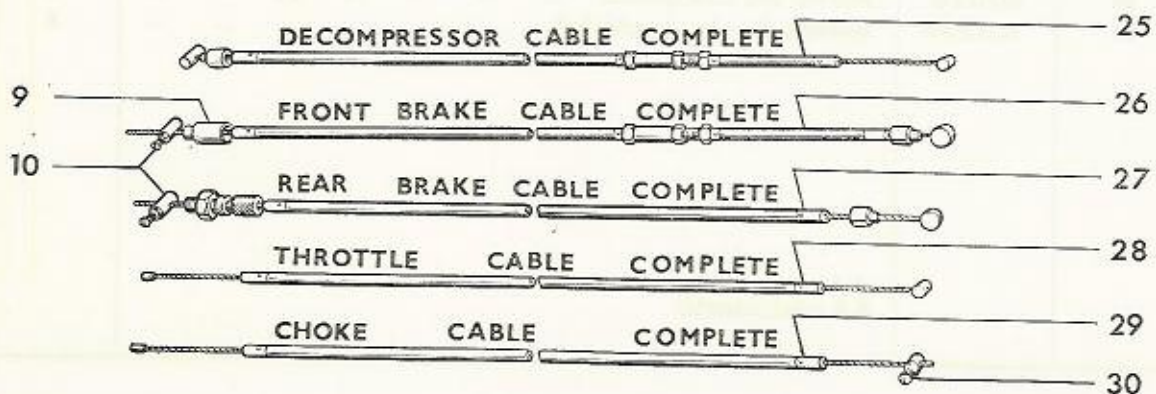 DECOMPRESSOR CABLE COMPLETE 25
9 FRONT BRAKE CABLE COMPLETE 26
10 REAR BRAKE CABLE COMPLETE 27
THROTTLE CABLE COMPLETE 28
CHOKE CABLE COMPLETE 29
30